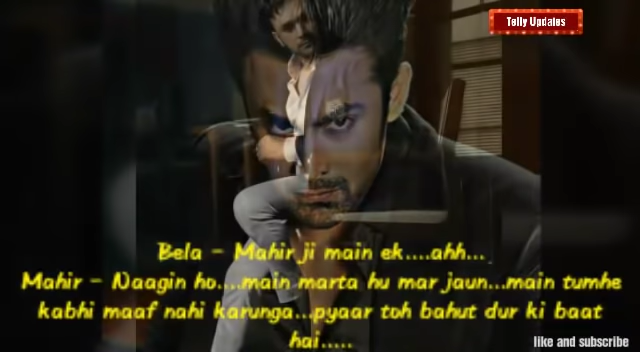 Telly Updates
Bela - Mahir ji main ek....ahh...
Mahir - Naagin ho....main marta hu mar jaun...main tumhe
kabhi maaf nahi karunga...pyaar toh bahut dur ki baat
hai.....
like and subscribe